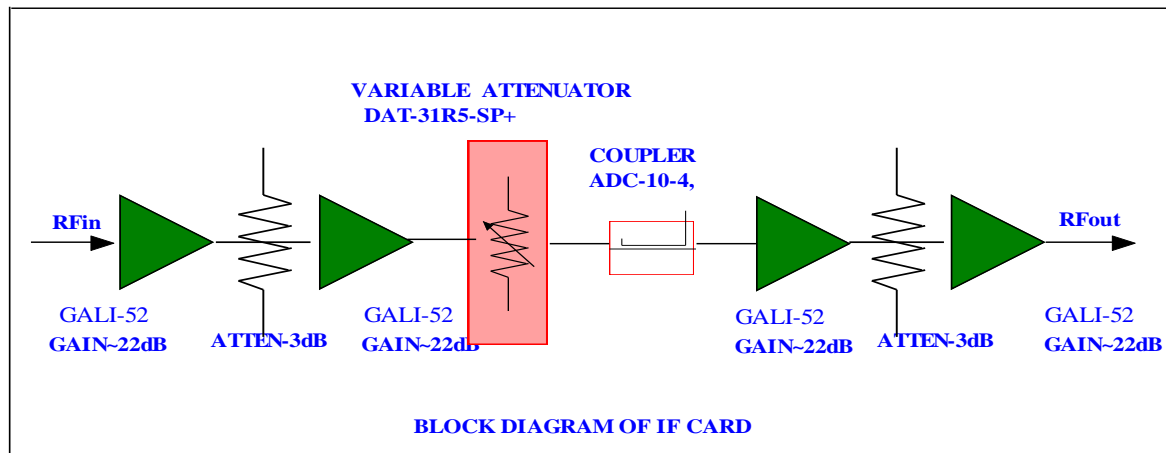 VARIABLE ATTENUATOR
DAT-31R5-SP+
COUPLER
ADC-10-4,
RFin
RFout
GALI-52
GAIN~22dB
ATTEN-3dB
GALI-52
GAIN~22dB
GALI-52
GAIN~22dB
ATTEN-3dB
GALI-52
GAIN~22dB
BLOCK DIAGRAM OF IF CARD